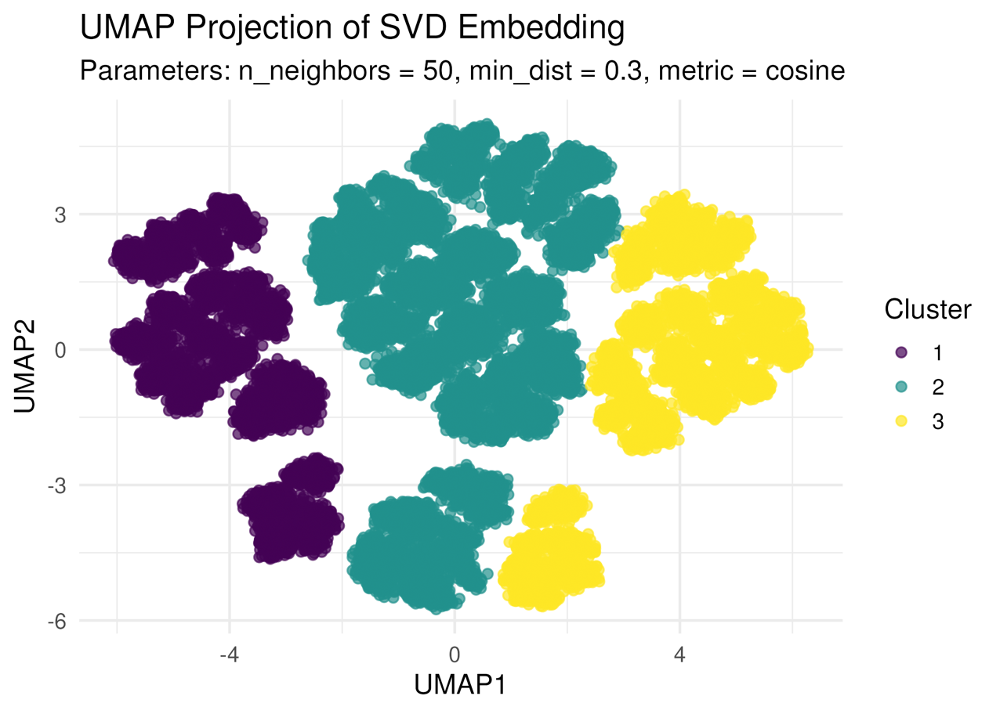 UMAP Projection of SVD Embedding
Parameters: n_neighbors = 50, min_dist = 0.3, metric = cosine
3
0
-3
-6
UMAP2
-4 0 4
UMAP1
Cluster
1
2
3